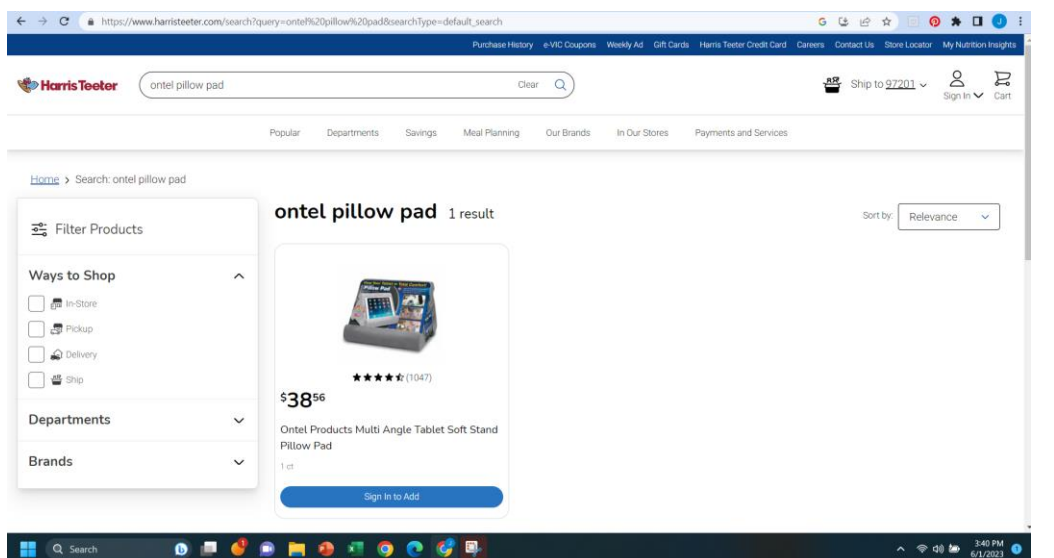 https://www.harristeeter.com/search?query=ontel%20pillow%20pad&searchType=default_search
Purchase History e-VIC Coupons Weekly Ad Gift Cards Harris Teeter Credit Card Careers Contact Us Store Locator My Nutrition Insights
Harris Teeter
ontel pillow pad Clear
Ship to 97201
Sign In Cart
Popular Departments Savings Meal Planning Our Brands In Our Stores Payments and Services
Home > Search: ontel pillow pad
Filter Products
Ways to Shop
In-Store
Pickup
Delivery
Ship
Departments
Brands
ontel pillow pad 1 result
Sort by: Relevance
Pillow Pad
(1047)
$3856
Ontel Products Multi Angle Tablet Soft Stand
Pillow Pad
1 ct
Sign In to Add
Search
3:40 PM
6/1/2023